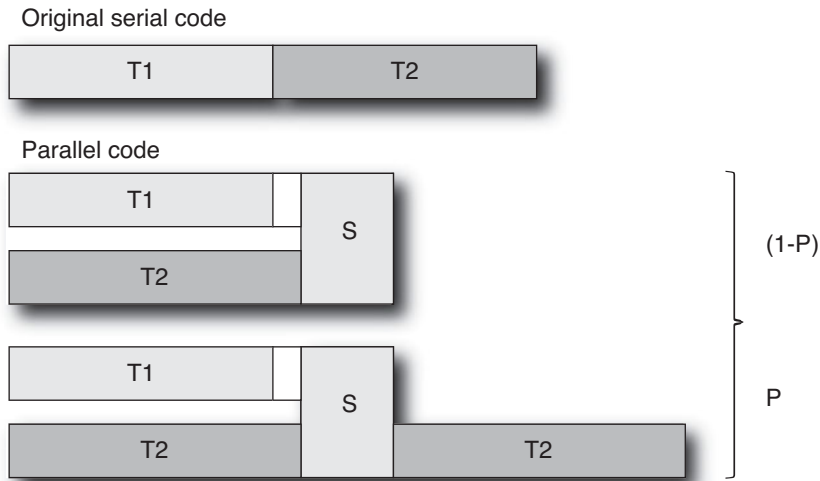 Original serial code
T1 T2
Parallel code
T1
S
(1-P)
T2
T1
S
P
T2 T2